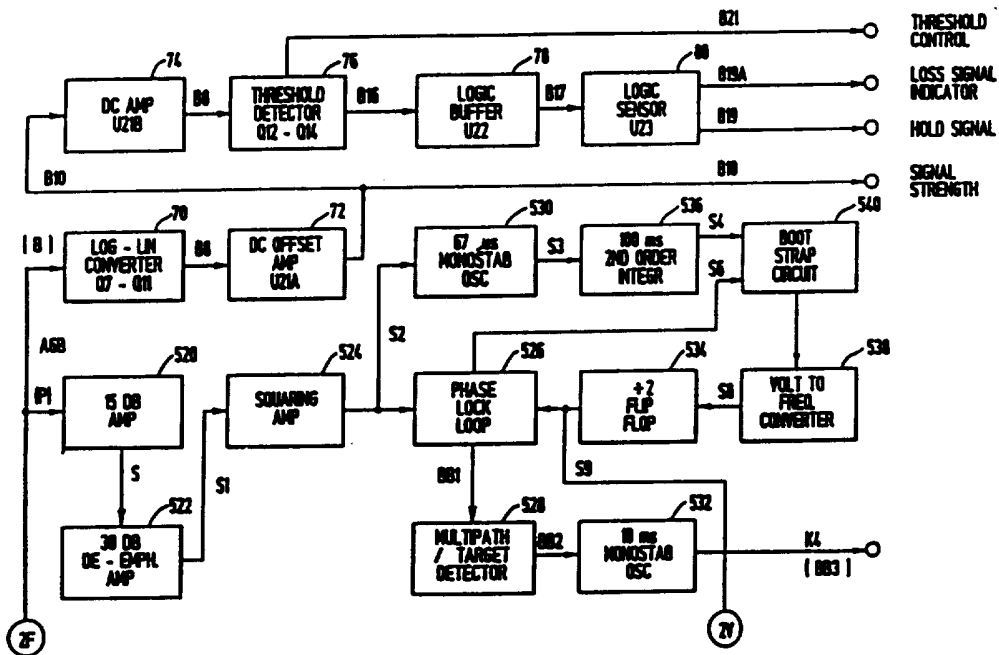 B21
THRESHOLD
CONTROL
74
76
78
80
DC AMP
U21B
B8
THRESHOLD
DETECTOR
Q12 - Q14
B16
LOGIC
BUFFER
U22
B17
LOGIC
SENSOR
U23
B19A
LOSS SIGNAL
INDICATOR
B19
HOLD SIGNAL
B10
B18
SIGNAL
STRENGTH
70
72
530
536
540
( B )
LOG - LIN
CONVERTER
Q7 - Q11
B6
DC OFFSET
AMP
U21A
67 μs
MONOSTAB
OSC
S3
100 ms
2ND ORDER
INTEGR
S4
S6
BOOT
STRAP
CIRCUIT
A6B
S2
520
524
526
534
538
IP1
15 DB
AMP
SQUARING
AMP
PHASE
LOCK
LOOP
÷2
FLIP
FLOP
S8
VOLT TO
FREQ.
CONVERTER
S
S1
BB1
S9
522
528
532
30 DB
DE - EMPH.
AMP
MULTIPATH
/ TARGET
DETECTOR
BB2
10 ms
MONOSTAB
OSC
K4
( BB3 )
2F
2V